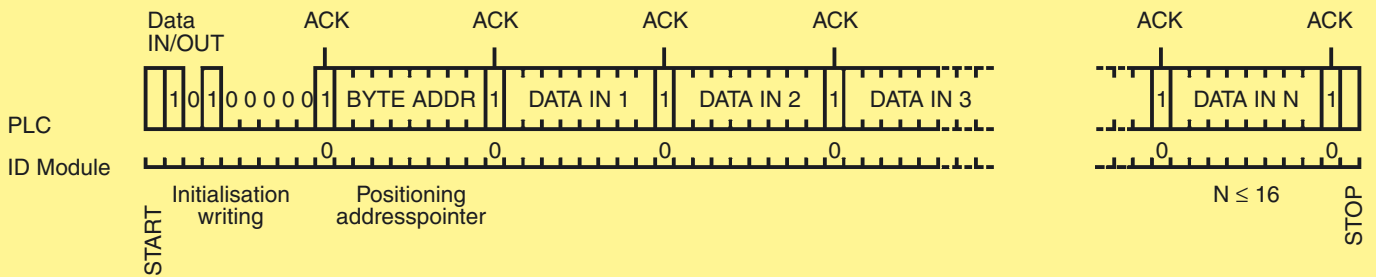 Data
IN/OUT
ACK ACK ACK ACK ACK ACK
PLC
1 0 1 0 0 0 0 0 1 BYTE ADDR 1 DATA IN 1 1 DATA IN 2 1 DATA IN 3 1 DATA IN N 1
ID Module
0 0 0 0 0 0
START
Initialisation
writing
Positioning
addresspointer
N ≤ 16
STOP